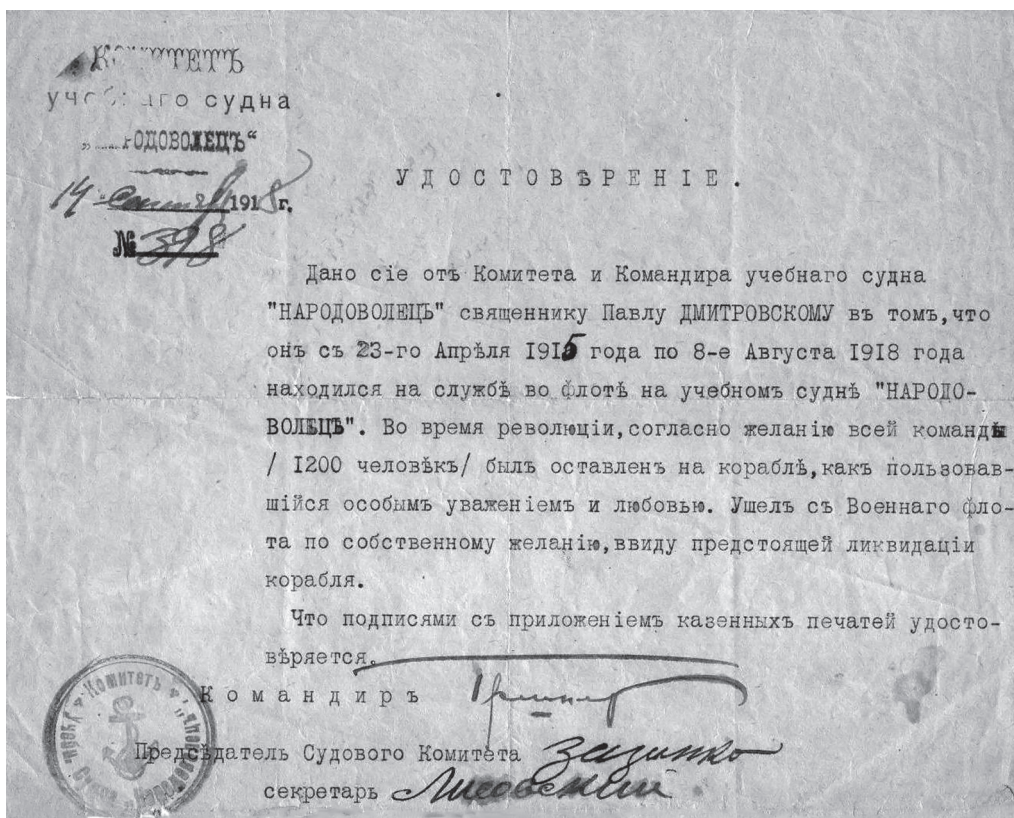 КОМИТЕТЪ
учебнаго судна
„НАРОДОВОЛЕЦЪ“
14 1918 г.
№ 398
УДОСТОВѢРЕНІЕ.
Дано сіе отъ Комитета и Командира учебнаго судна
"НАРОДОВОЛЕЦЪ" священнику Павлу ДМИТРОВСКОМУ въ томъ,что
онъ съ 23-го Апрѣля 1915 года по 8-е Августа 1918 года
находился на службѣ во флотѣ на учебномъ суднѣ "НАРОДО-
ВОЛЕЦЪ". Во время революціи,согласно желанію всей команды
/ 1200 человѣкъ/ былъ оставленъ на кораблѣ,какъ пользовав-
шійся особымъ уваженіемъ и любовью. Ушелъ съ Военнаго фло-
та по собственному желанію,ввиду предстоящей ликвидаціи
корабля.
Что подписями съ приложеніемъ казенныхъ печатей удосто-
вѣряется.
Командиръ
Предсѣдатель Судового Комитета
секретарь Лисовский
Комитетъ